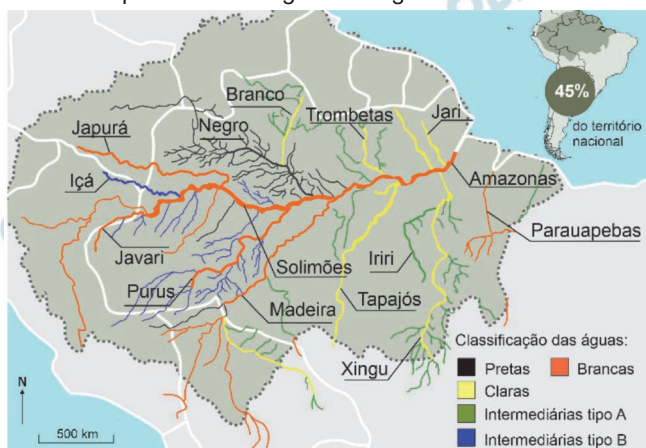 Branco
Trombetas
Jari
Japurá
Negro
Içá
Amazonas
Parauapebas
Javari
Solimões
Iriri
Purus
Madeira
Tapajós
Xingu
45%
do território
nacional
Classificação das águas:
Pretas
Brancas
Claras
Intermediárias tipo A
Intermediárias tipo B
N
500 km